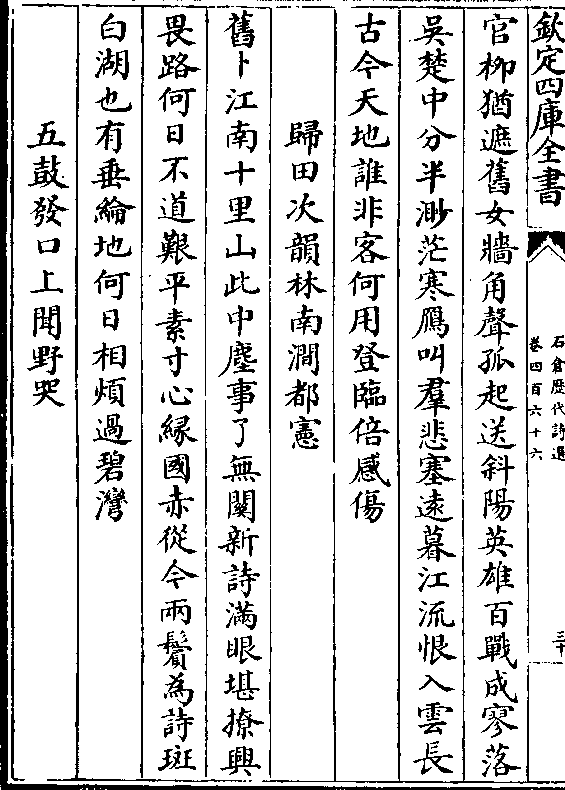 欽定四庫全書
石倉歷代詩選
卷四百六十六
三十
官柳猶遮舊女牆角聲孤起送斜陽英雄百戰成寥落
吳楚中分半渺茫寒鴈叫羣悲塞遠暮江流恨入雲長
古今天地誰非客何用登臨倍感傷
歸田次韻林南澗都憲
舊卜江南十里山此中塵事了無闗新詩滿眼堪撩興
畏路何日不道艱平素寸心緣國赤從今兩鬢為詩斑
白湖也有垂綸地何日相煩過碧灣
五鼓發口上聞野哭